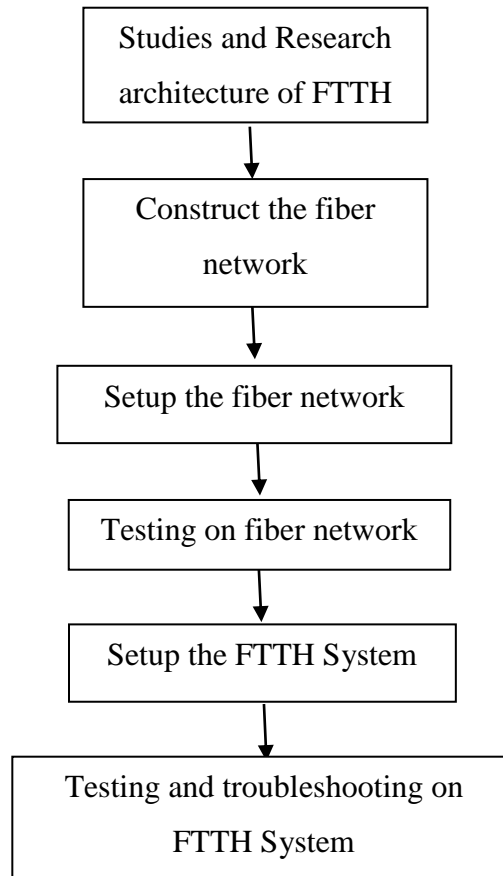 Studies and Research
architecture of FTTH
Construct the fiber
network
Setup the fiber network
Testing on fiber network
Setup the FTTH System
Testing and troubleshooting on
FTTH System